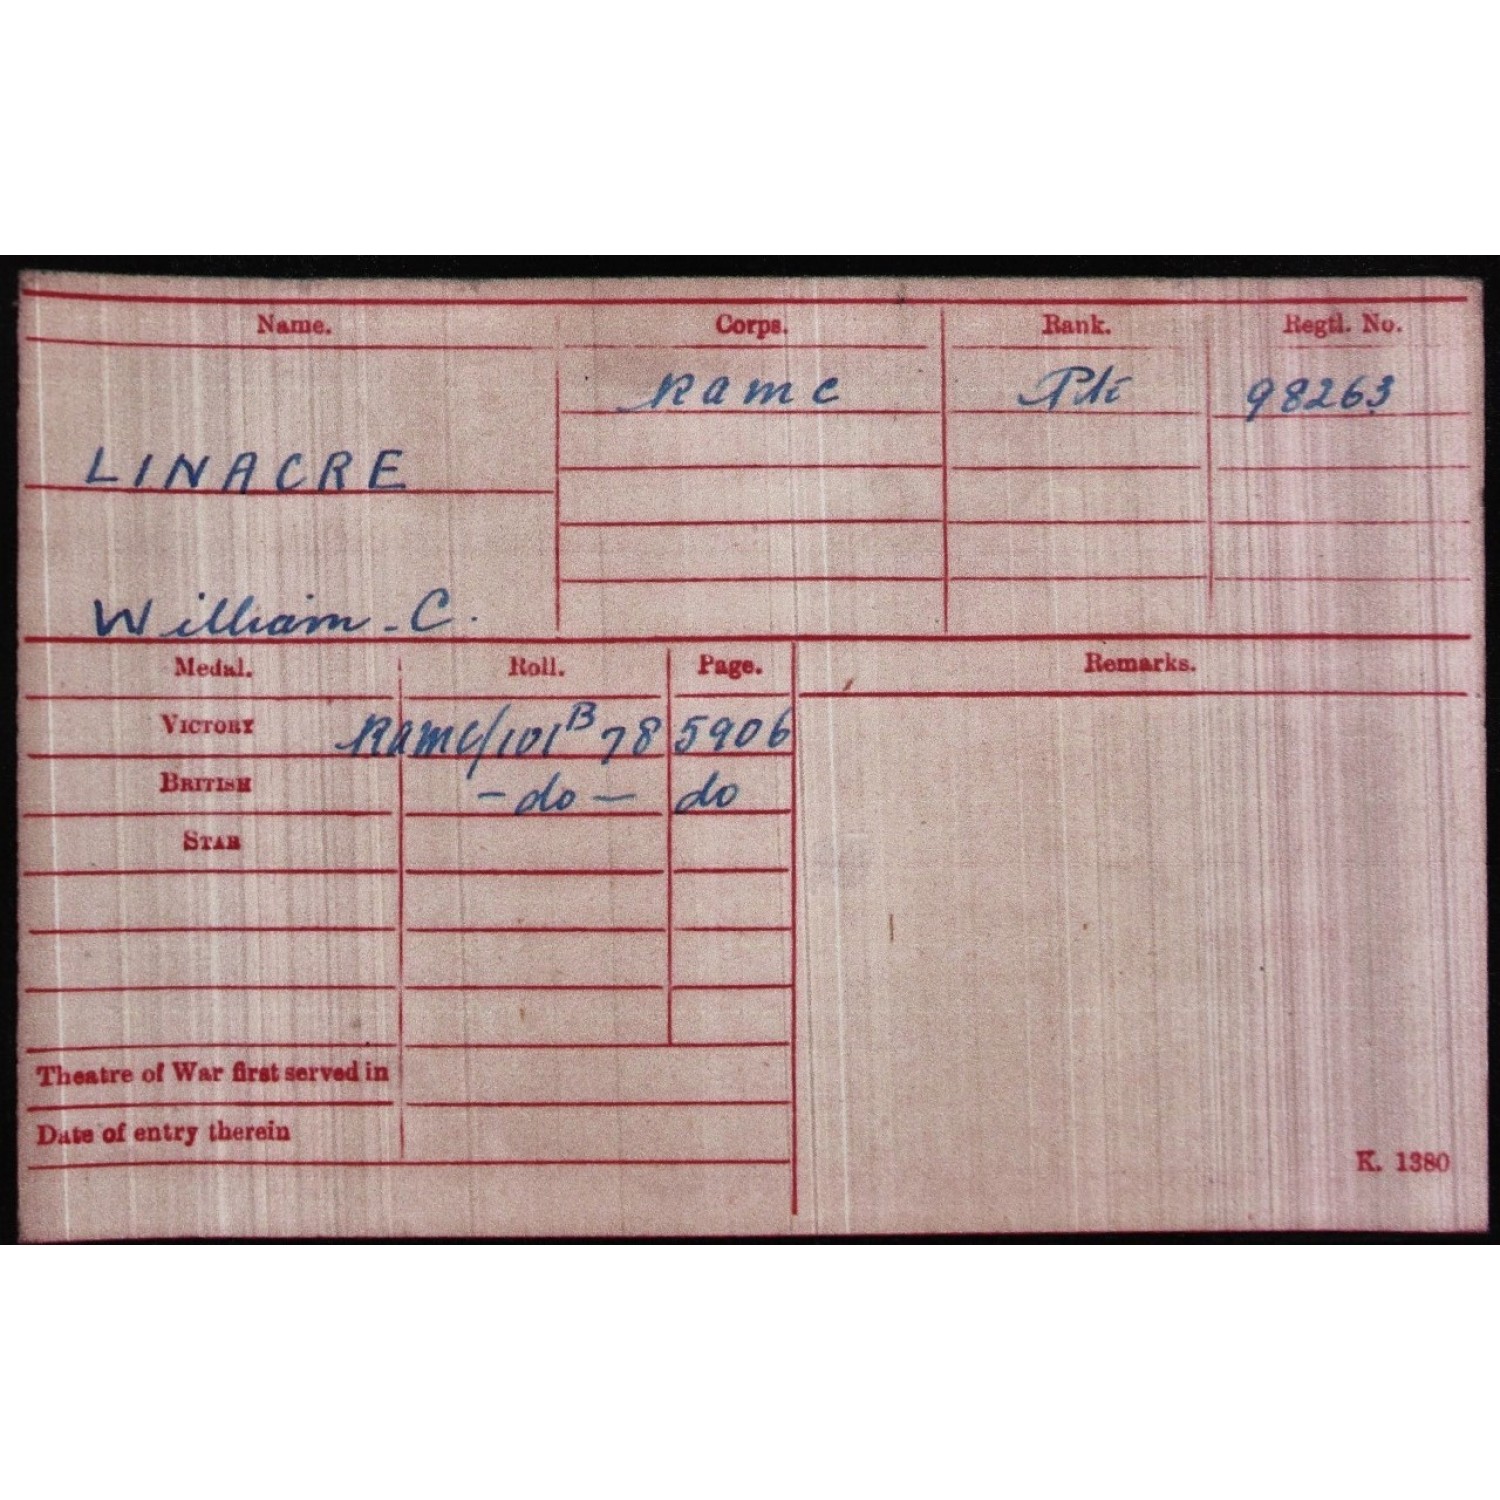 Name. Corps. Rank. Regtl. No.
RAMC Pte 98263
LINACRE
William. C.
Medal. Roll. Page. Remarks.
VICTORY RAMC/101B78 5906
BRITISH - do - do
STAR
Theatre of War first served in
Date of entry therein
K. 1380